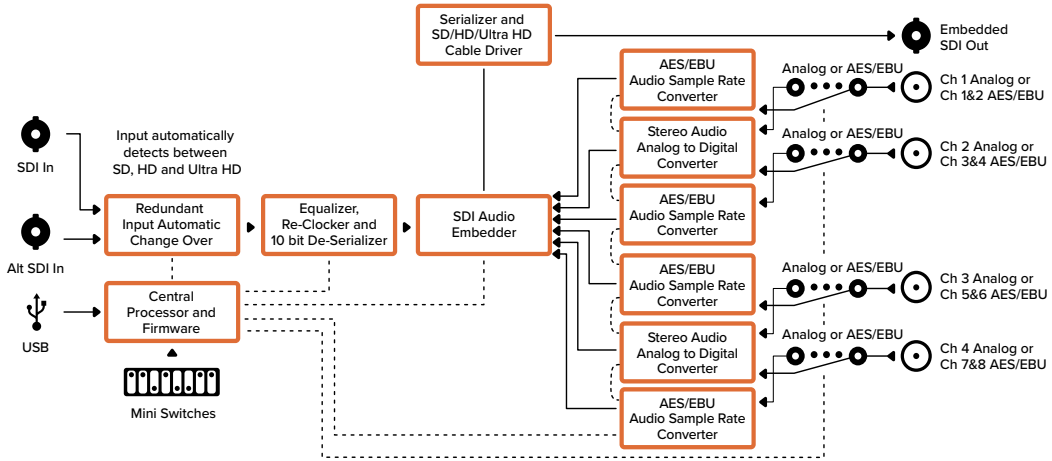 Serializer and
SD/HD/Ultra HD
Cable Driver
Embedded
SDI Out
AES/EBU
Audio Sample Rate
Converter
Analog or AES/EBU
Ch 1 Analog or
Ch 1&2 AES/EBU
SDI In
Input automatically
detects between
SD, HD and Ultra HD
Stereo Audio
Analog to Digital
Converter
Analog or AES/EBU
Ch 2 Analog or
Ch 3&4 AES/EBU
Alt SDI In
Redundant
Input Automatic
Change Over
Equalizer,
Re-Clocker and
10 bit De-Serializer
SDI Audio
Embedder
AES/EBU
Audio Sample Rate
Converter
USB
Central
Processor and
Firmware
AES/EBU
Audio Sample Rate
Converter
Analog or AES/EBU
Ch 3 Analog or
Ch 5&6 AES/EBU
Mini Switches
Stereo Audio
Analog to Digital
Converter
Analog or AES/EBU
Ch 4 Analog or
Ch 7&8 AES/EBU
AES/EBU
Audio Sample Rate
Converter